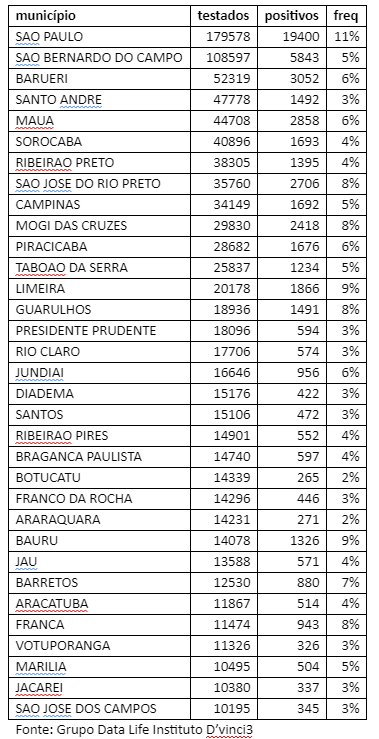 município testados positivos freq
SAO PAULO 179578 19400 11%
SAO BERNARDO DO CAMPO 108597 5843 5%
BARUERI 52319 3052 6%
SANTO ANDRE 47778 1492 3%
MAUA 44708 2858 6%
SOROCABA 40896 1693 4%
RIBEIRAO PRETO 38305 1395 4%
SAO JOSE DO RIO PRETO 35760 2706 8%
CAMPINAS 34149 1692 5%
MOGI DAS CRUZES 29830 2418 8%
PIRACICABA 28682 1676 6%
TABOAO DA SERRA 25837 1234 5%
LIMEIRA 20178 1866 9%
GUARULHOS 18936 1491 8%
PRESIDENTE PRUDENTE 18096 594 3%
RIO CLARO 17706 574 3%
JUNDIAI 16646 956 6%
DIADEMA 15176 422 3%
SANTOS 15106 472 3%
RIBEIRAO PIRES 14901 552 4%
BRAGANCA PAULISTA 14740 597 4%
BOTUCATU 14339 265 2%
FRANCO DA ROCHA 14296 446 3%
ARARAQUARA 14231 271 2%
BAURU 14078 1326 9%
JAU 13588 571 4%
BARRETOS 12530 880 7%
ARACATUBA 11867 514 4%
FRANCA 11474 943 8%
VOTUPORANGA 11326 326 3%
MARILIA 10495 504 5%
JACAREI 10380 337 3%
SAO JOSE DOS CAMPOS 10195 345 3%
Fonte: Grupo Data Life Instituto D'vinci3